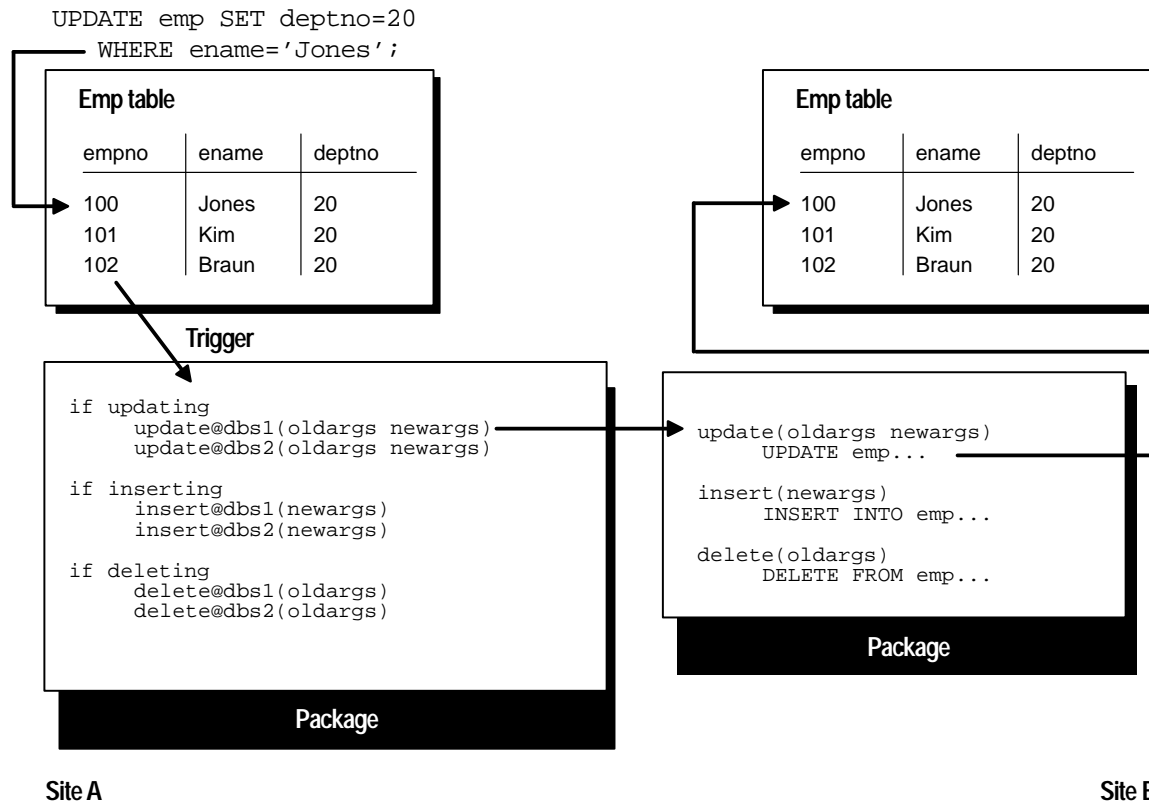 UPDATE emp SET deptno=20
WHERE ename='Jones';
Emp table
empno ename deptno
100 Jones 20
101 Kim 20
102 Braun 20
Trigger
if updating
update@dbs1(oldargs newargs)
update@dbs2(oldargs newargs)
if inserting
insert@dbs1(newargs)
insert@dbs2(newargs)
if deleting
delete@dbs1(oldargs)
delete@dbs2(oldargs)
Package
Site A
Emp table
empno ename deptno
100 Jones 20
101 Kim 20
102 Braun 20
update(oldargs newargs)
UPDATE emp...
insert(newargs)
INSERT INTO emp...
delete(oldargs)
DELETE FROM emp...
Package
Site